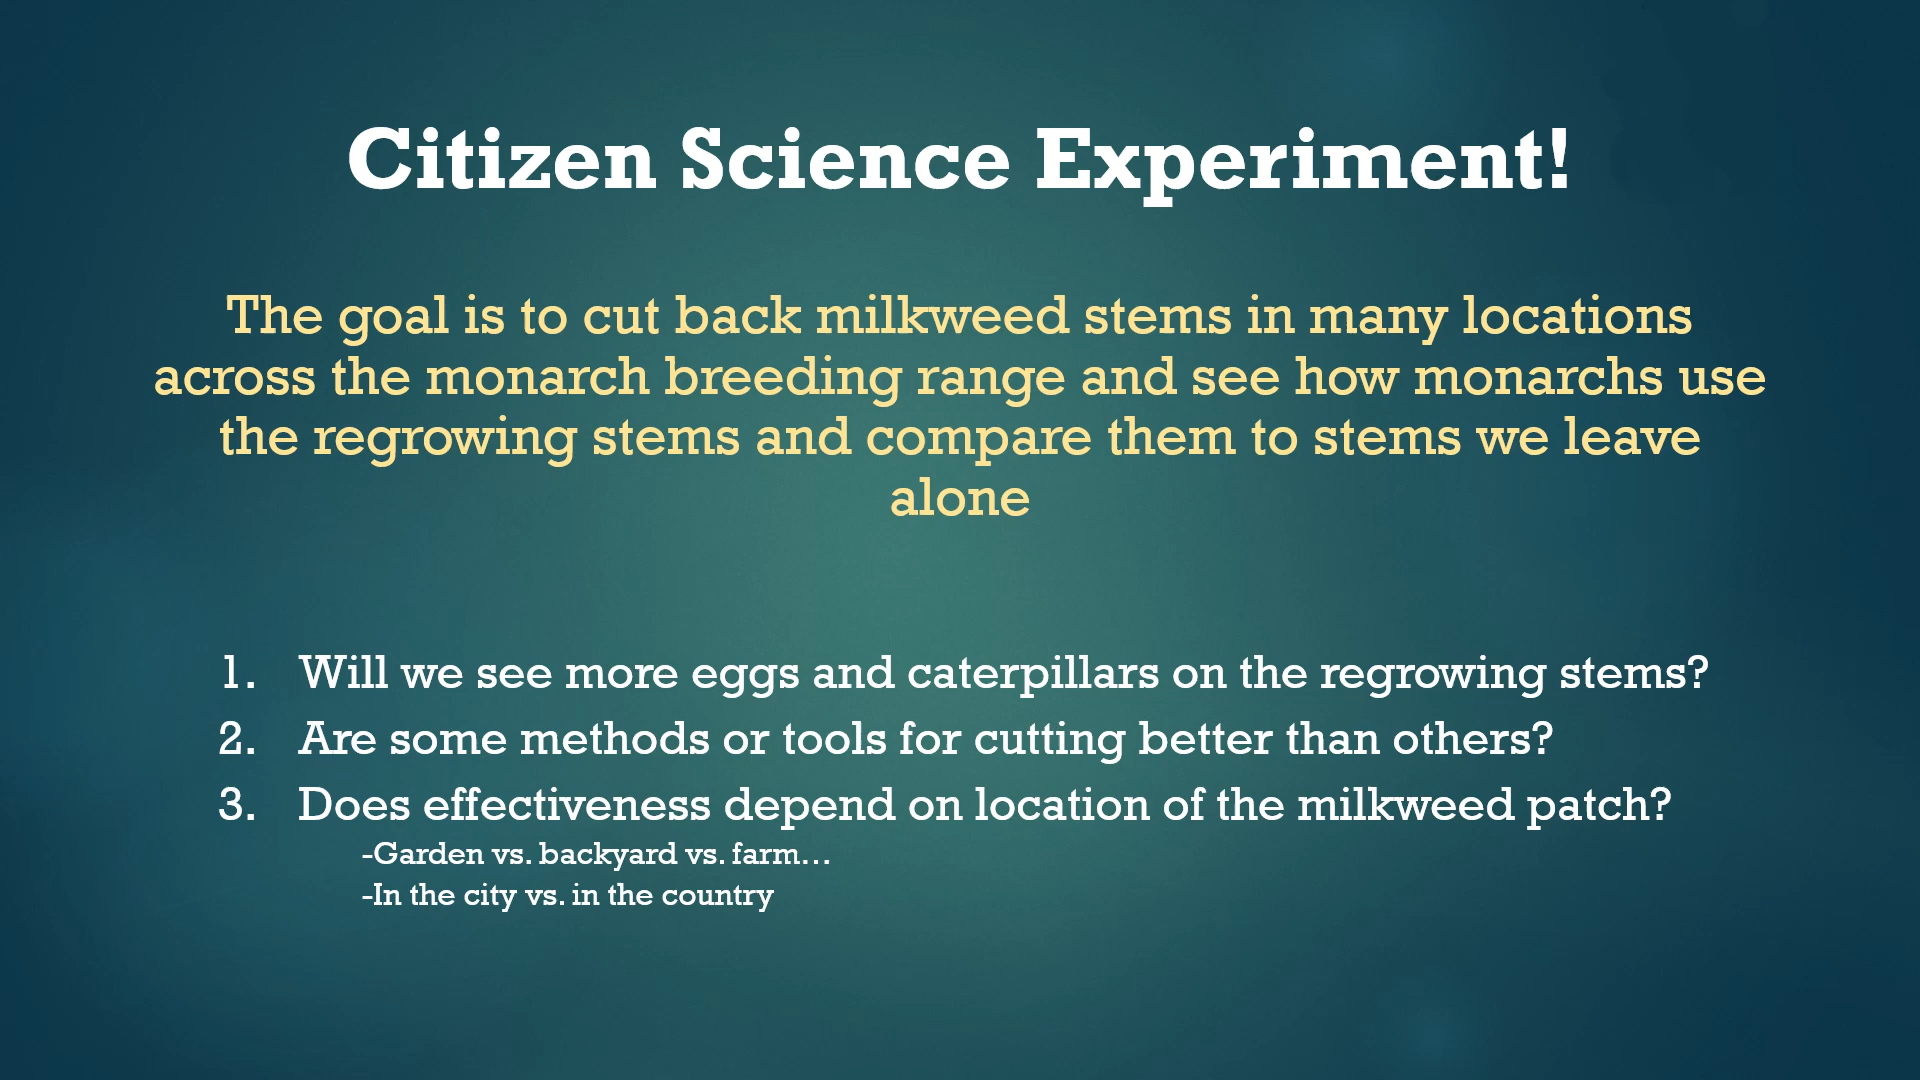 Citizen Science Experiment!
The goal is to cut back milkweed stems in many locations
across the monarch breeding range and see how monarchs use
the regrowing stems and compare them to stems we leave
alone
1. Will we see more eggs and caterpillars on the regrowing stems?
2. Are some methods or tools for cutting better than others?
3. Does effectiveness depend on location of the milkweed patch?
-Garden vs. backyard vs. farm…
-In the city vs. in the country